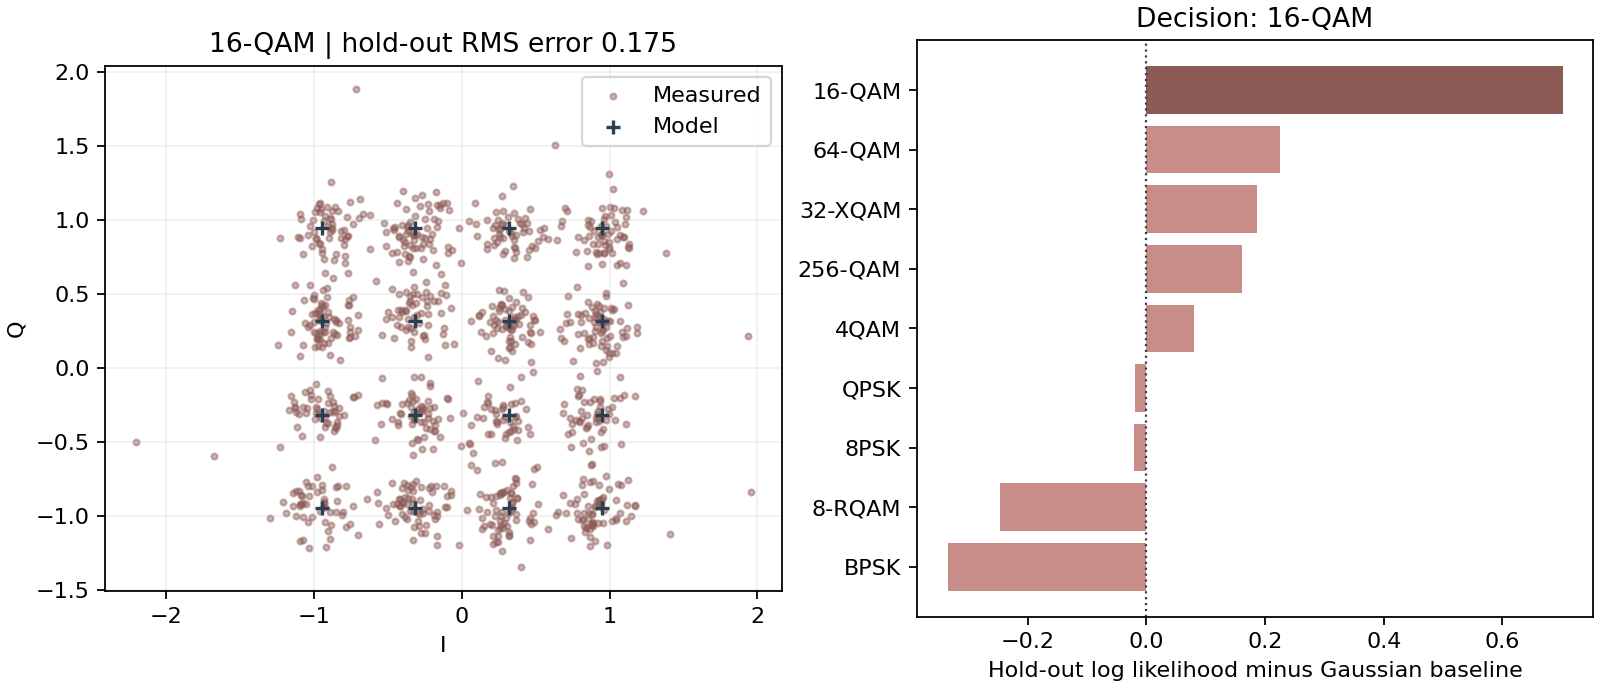 16-QAM | hold-out RMS error 0.175
Measured
Model
2.0
1.5
1.0
0.5
0.0
−0.5
−1.0
−1.5
Q
−2
−1
0
1
2
I
Decision: 16-QAM
16-QAM
64-QAM
32-XQAM
256-QAM
4QAM
QPSK
8PSK
8-RQAM
BPSK
−0.2
0.0
0.2
0.4
0.6
Hold-out log likelihood minus Gaussian baseline